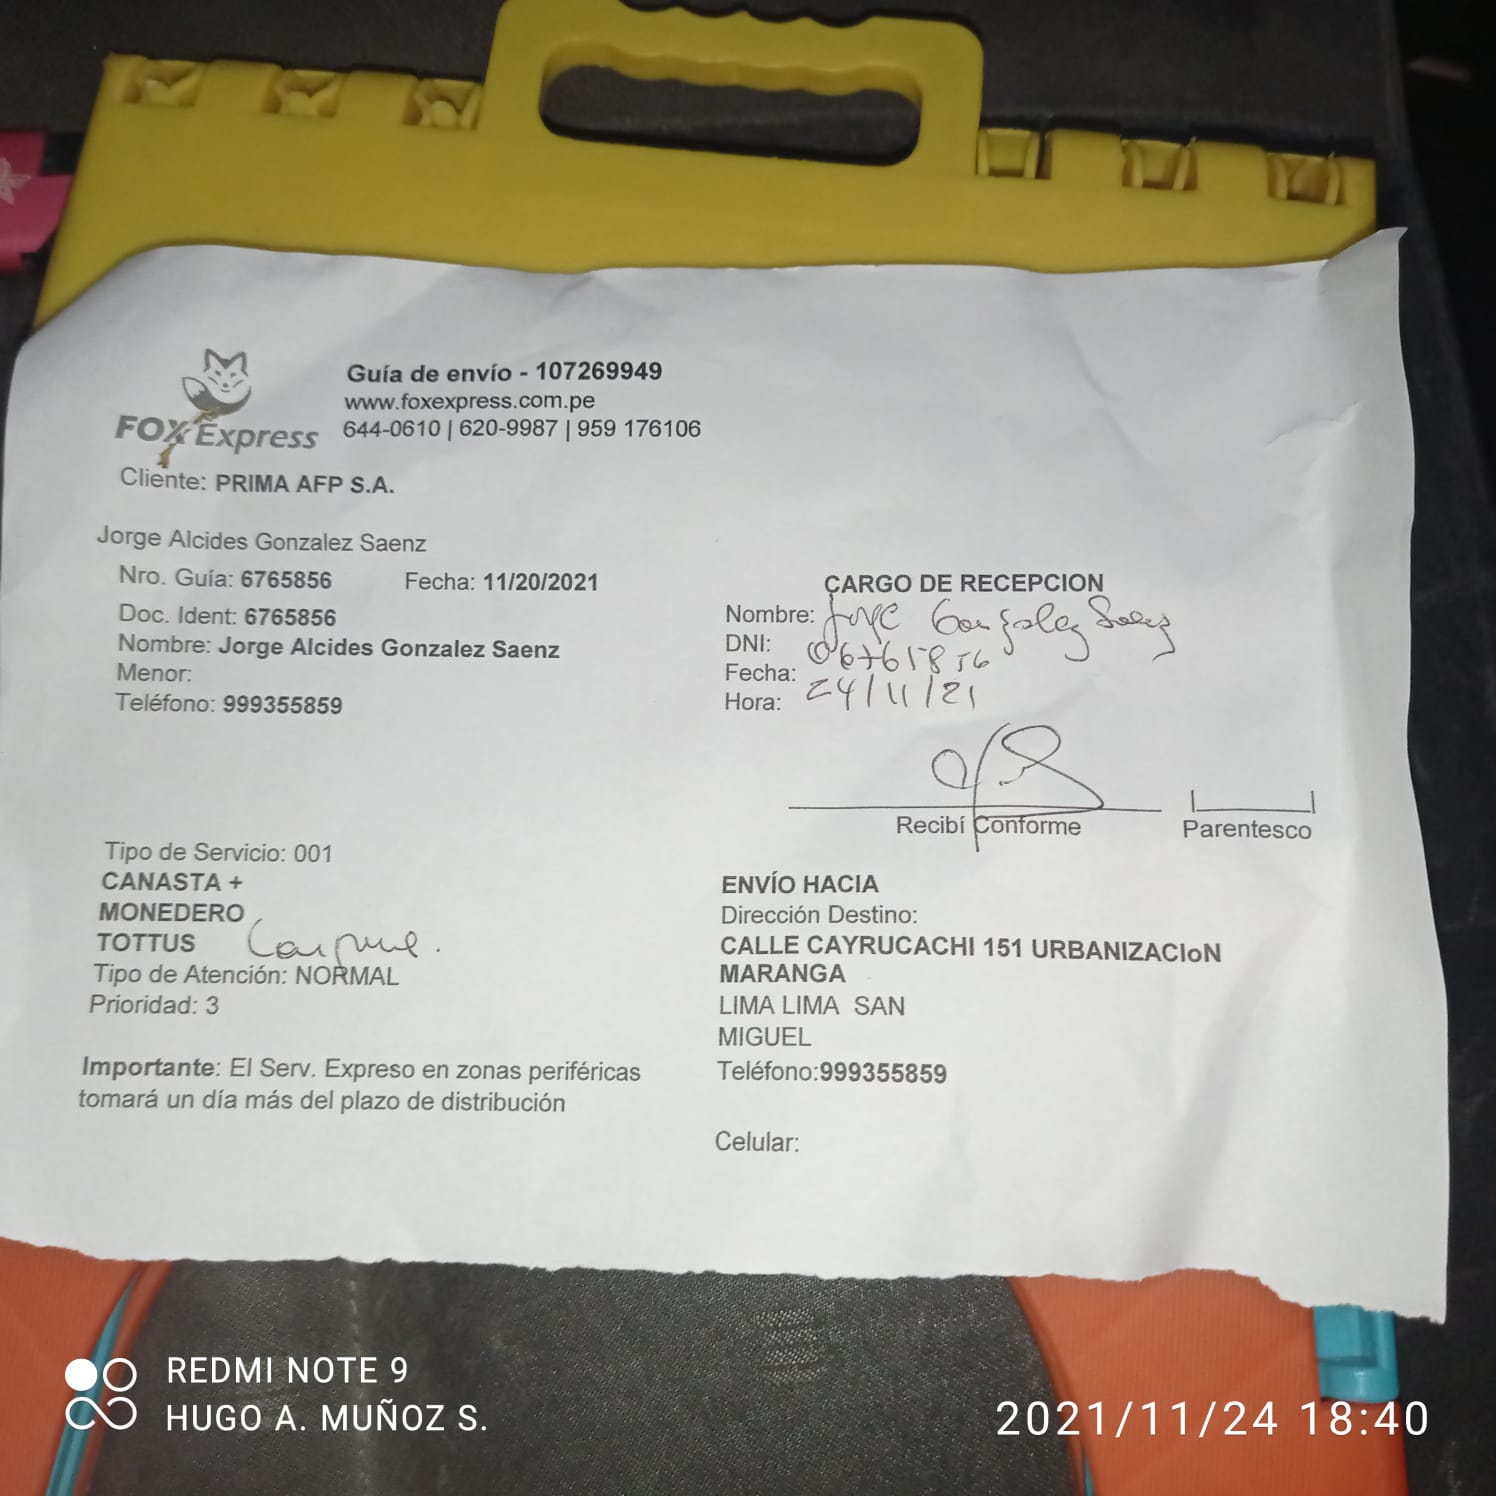 FOX Express
Guía de envío - 107269949
www.foxexpress.com.pe
644-0610 | 620-9987 | 959 176106
Cliente: PRIMA AFP S.A.
Jorge Alcides Gonzalez Saenz
Nro. Guía: 6765856 Fecha: 11/20/2021
Doc. Ident: 6765856
Nombre: Jorge Alcides Gonzalez Saenz
Menor:
Teléfono: 999355859
CARGO DE RECEPCION
Nombre: Jorge Gonzalez Saenz
DNI: 06765856
Fecha: 24/11/21
Hora:
Recibí Conforme
Parentesco
Tipo de Servicio: 001
CANASTA +
MONEDERO
TOTTUS
Tipo de Atención: NORMAL
Prioridad: 3
Importante: El Serv. Expreso en zonas periféricas
tomará un día más del plazo de distribución
ENVÍO HACIA
Dirección Destino:
CALLE CAYRUCACHI 151 URBANIZACIoN
MARANGA
LIMA LIMA SAN
MIGUEL
Teléfono:999355859
Celular:
REDMI NOTE 9
HUGO A. MUÑOZ S.
2021/11/24 18:40